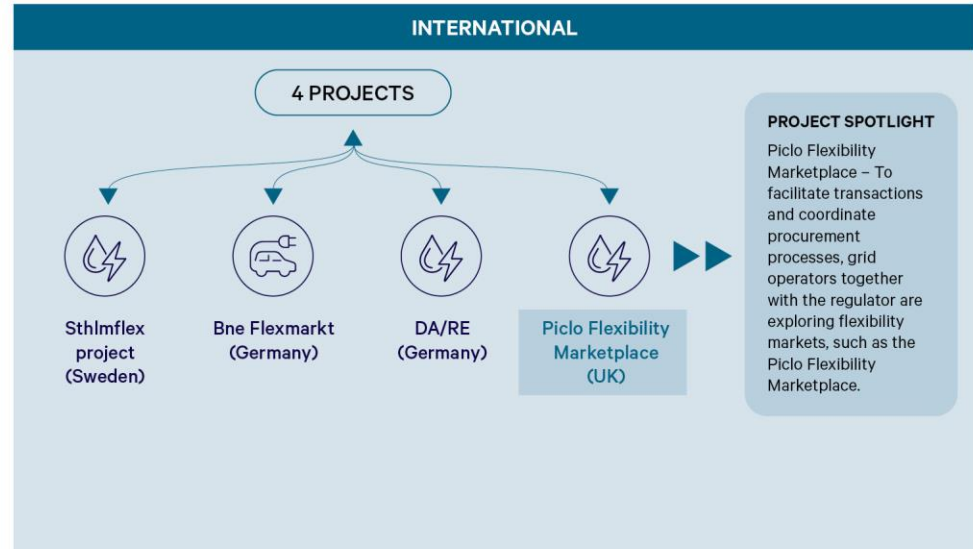 INTERNATIONAL
4 PROJECTS
Sthlmflex
project
(Sweden)
Bne Flexmarkt
(Germany)
DA/RE
(Germany)
Piclo Flexibility
Marketplace
(UK)
PROJECT SPOTLIGHT
Piclo Flexibility
Marketplace – To
facilitate transactions
and coordinate
procurement
processes, grid
operators together
with the regulator are
exploring flexibility
markets, such as the
Piclo Flexibility
Marketplace.